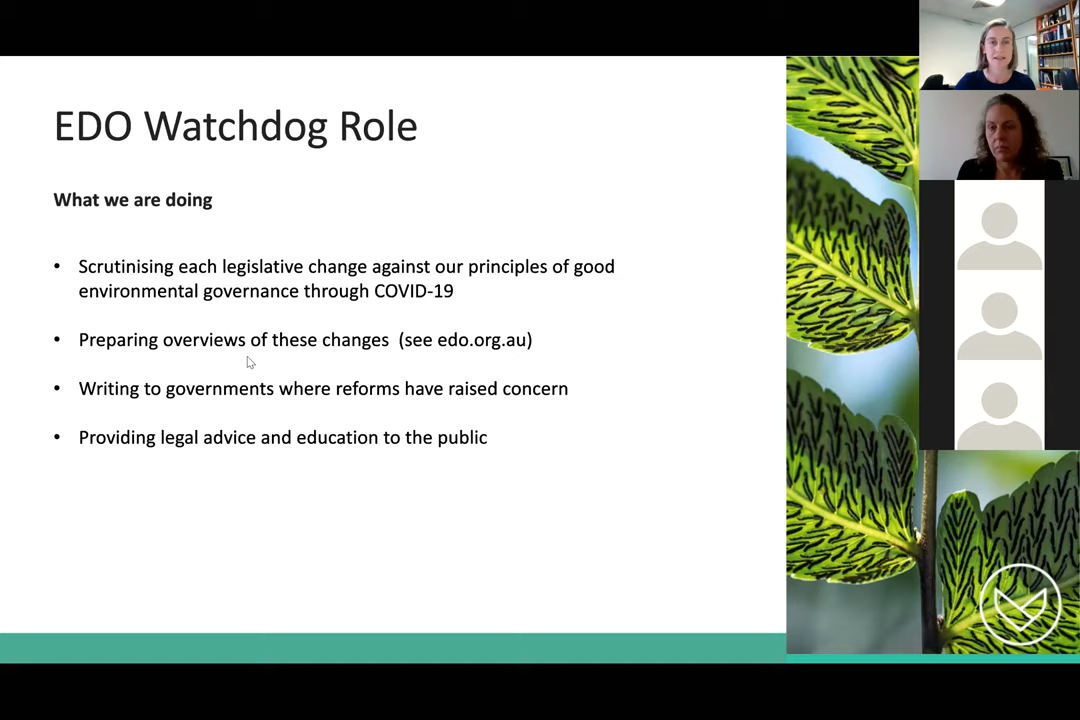 EDO Watchdog Role
What we are doing
• Scrutinising each legislative change against our principles of good
environmental governance through COVID-19
• Preparing overviews of these changes  (see edo.org.au)
• Writing to governments where reforms have raised concern
• Providing legal advice and education to the public